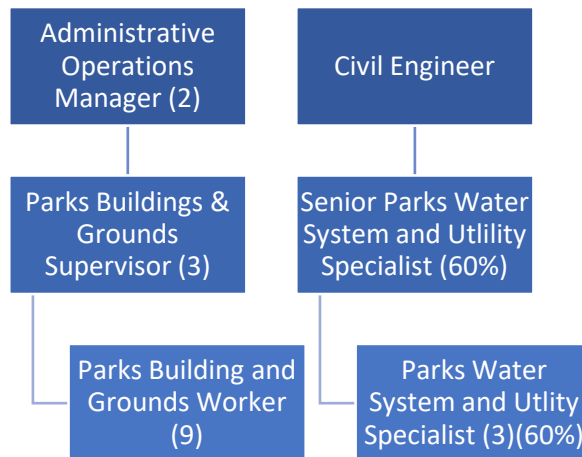 Administrative
Operations
Manager (2)
Civil Engineer
Parks Buildings &
Grounds
Supervisor (3)
Senior Parks Water
System and Utlility
Specialist (60%)
Parks Building and
Grounds Worker
(9)
Parks Water
System and Utlity
Specialist (3)(60%)